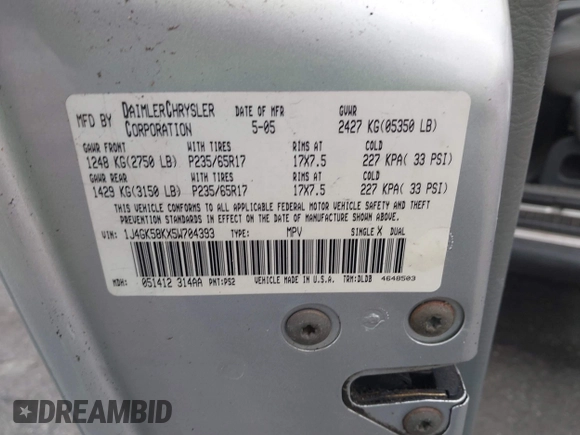 MFD BY DAIMLERCHRYSLER CORPORATION DATE OF MFR 5-05 GVWR 2427 KG(05350 LB)
GAWR FRONT WITH TIRES RIMS AT COLD
1248 KG(2750 LB) P235/65R17 17X7.5 227 KPA( 33 PSI)
GAWR REAR WITH TIRES RIMS AT COLD
1429 KG(3150 LB) P235/65R17 17X7.5 227 KPA( 33 PSI)
THIS VEHICLE CONFORMS TO ALL APPLICABLE FEDERAL MOTOR VEHICLE SAFETY AND THEFT
PREVENTION STANDARDS IN EFFECT ON THE DATE OF MANUFACTURE SHOWN ABOVE.
VIN: 1J4GK58KX5W704393 TYPE: MPV SINGLE X DUAL
MDH: 051412 314AA PNT:PS2 VEHICLE MADE IN U.S.A. TRM:DLDB 4648503
DREAMBID